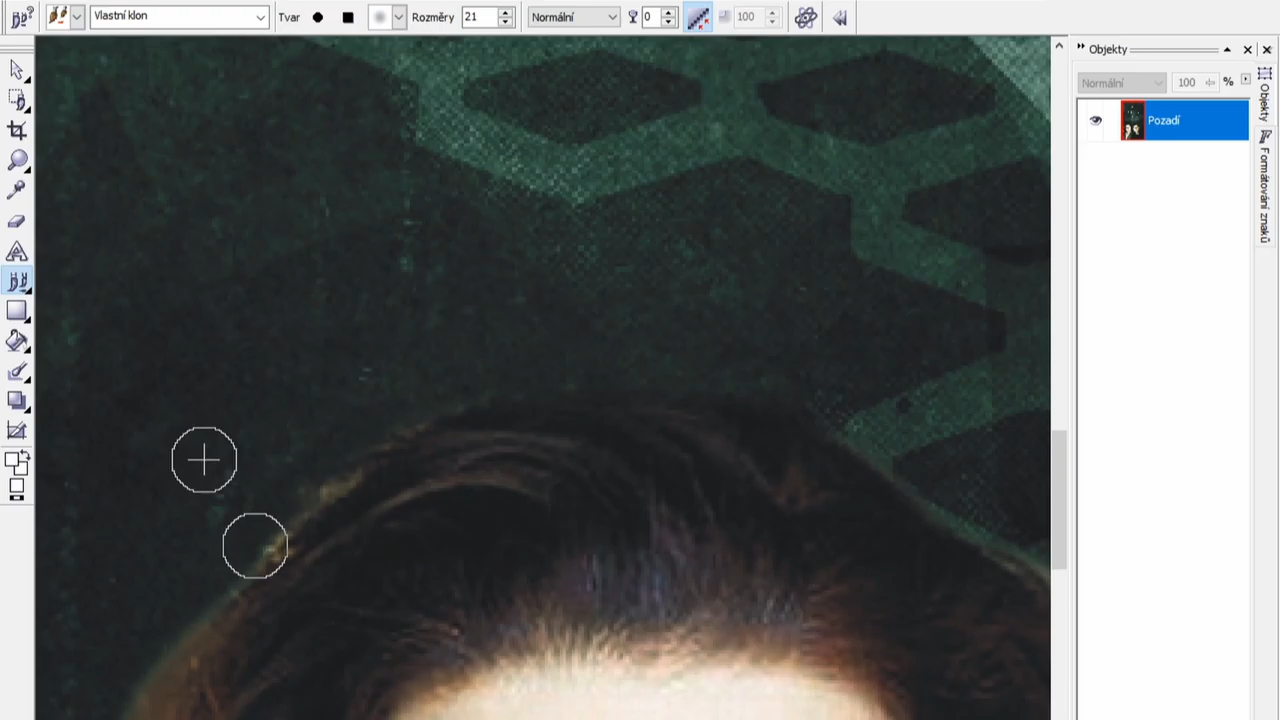 Vlastní klon
Tvar
Rozměry
21
Normální
0
100
Objekty
Normální
100
%
Pozadí
Objekty
Formátování znaků